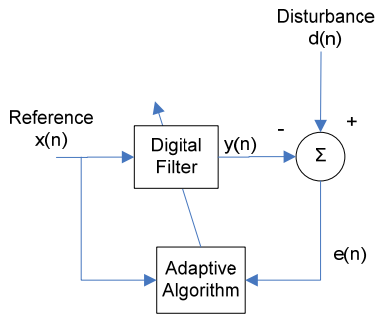 Disturbance
d(n)
Reference
x(n)
-
+
Digital
Filter
y(n)
Σ
Adaptive
Algorithm
e(n)